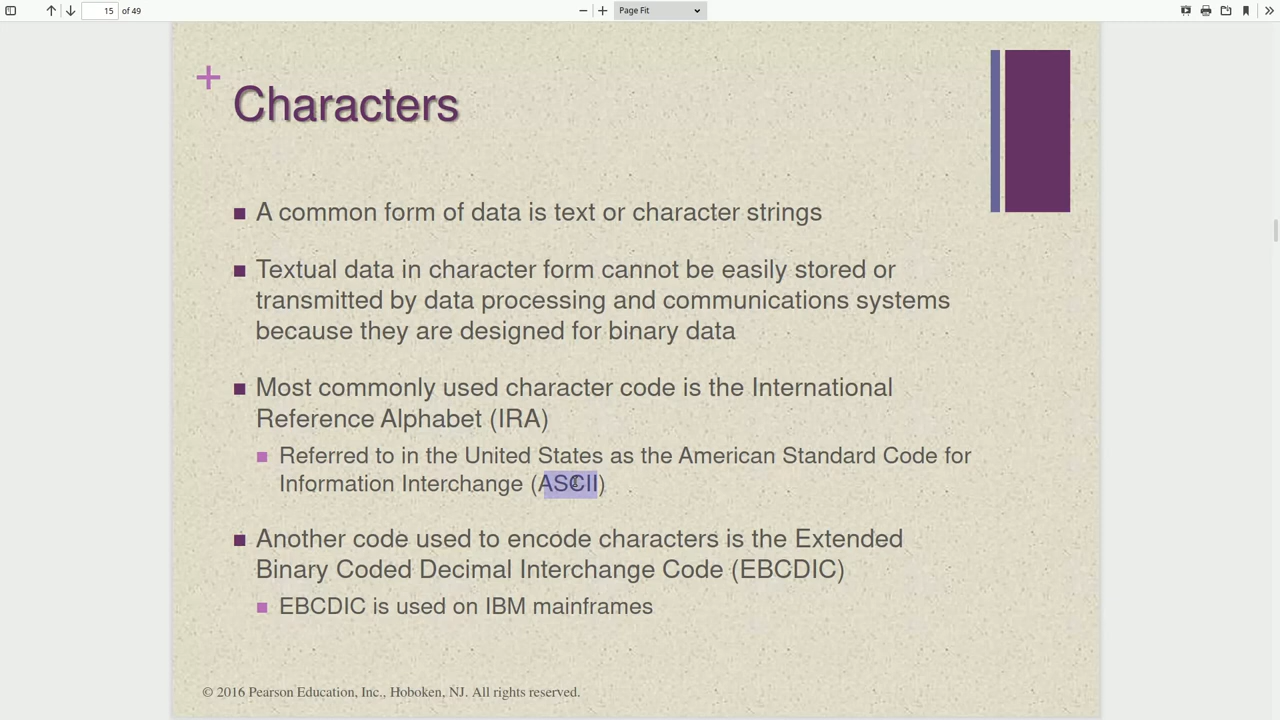 15 of 49
Page Fit
+
Characters
A common form of data is text or character strings
Textual data in character form cannot be easily stored or
transmitted by data processing and communications systems
because they are designed for binary data
Most commonly used character code is the International
Reference Alphabet (IRA)
Referred to in the United States as the American Standard Code for
Information Interchange (ASCII)
Another code used to encode characters is the Extended
Binary Coded Decimal Interchange Code (EBCDIC)
EBCDIC is used on IBM mainframes
© 2016 Pearson Education, Inc., Hoboken, NJ. All rights reserved.